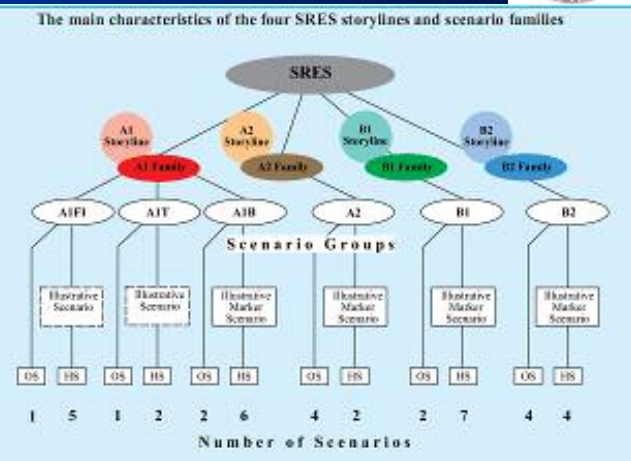 The main characteristics of the four SRES storylines and scenario families
SRES
A1
Storyline
A2
Storyline
B1
Storyline
B2
Storyline
A1 Family
A2 Family
B1 Family
B2 Family
A1FI
A1T
A1B
A2
B1
B2
Scenario Groups
Illustrative
Scenario
Illustrative
Scenario
Illustrative
Marker
Scenario
Illustrative
Marker
Scenario
Illustrative
Marker
Scenario
Illustrative
Marker
Scenario
OS HS OS HS OS HS OS HS OS HS OS HS
1 5 1 2 2 6 4 2 2 7 4 4
Number of Scenarios